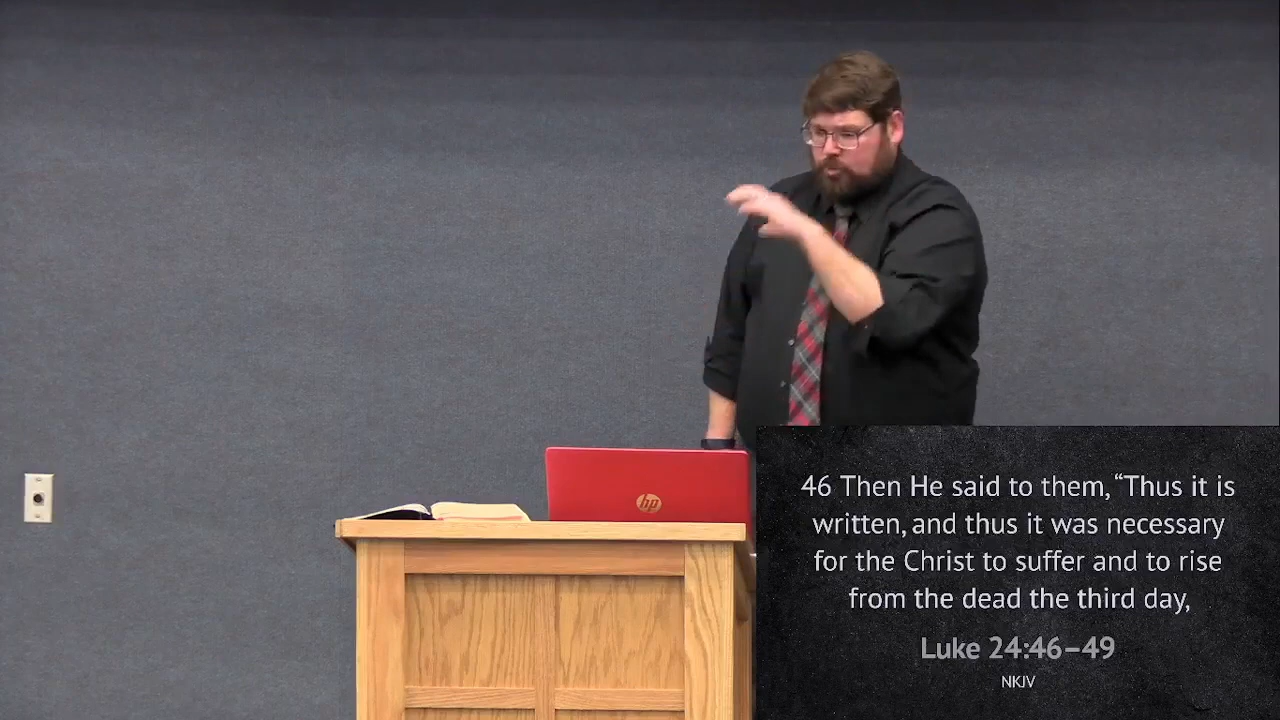 hp
46 Then He said to them, “Thus it is
written, and thus it was necessary
for the Christ to suffer and to rise
from the dead the third day,
Luke 24:46–49
NKJV